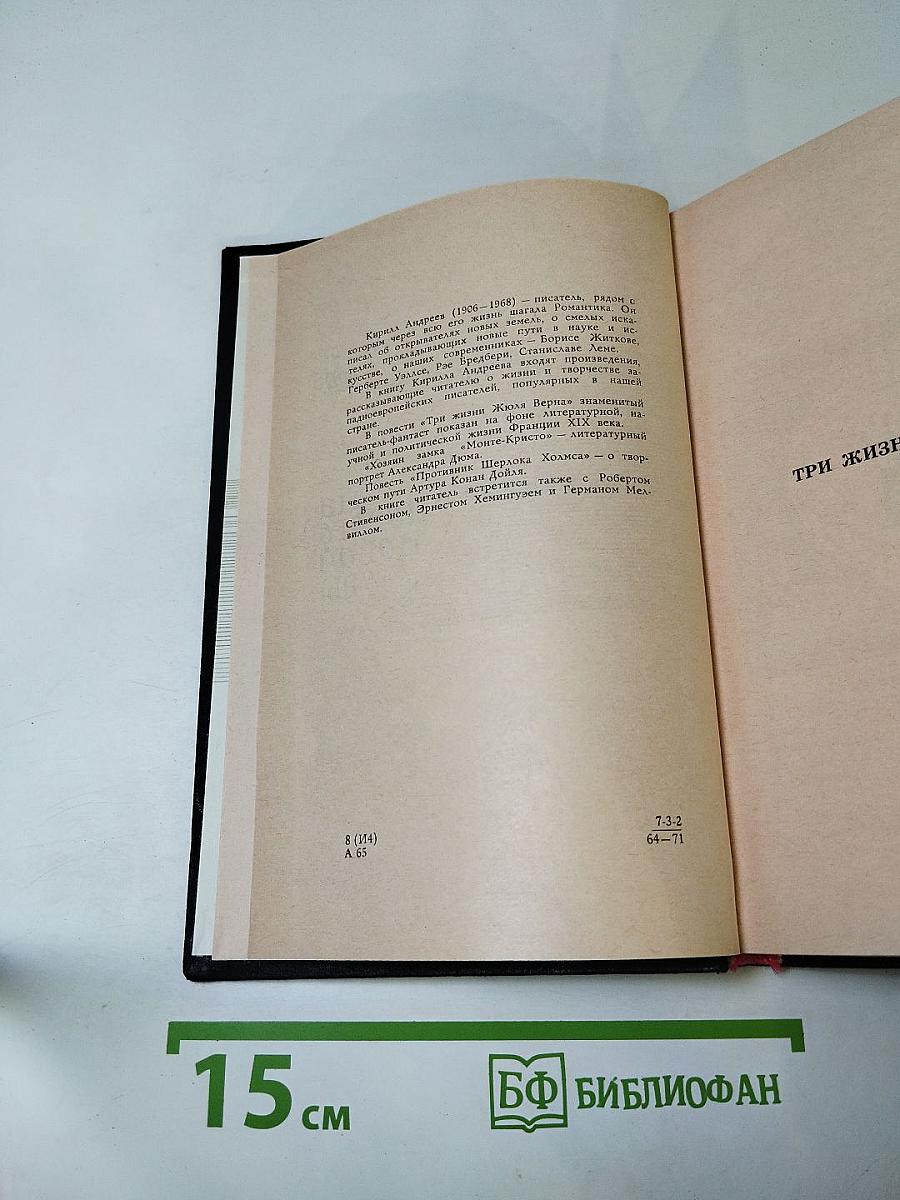 Кирилл Андреев (1906—1968) — писатель, рядом с
которым через всю его жизнь шагала Романтика. Он
писал об открывателях новых земель, о смелых иска-
телях, прокладывающих новые пути в науке и ис-
кусстве, о наших современниках — Борисе Житкове,
Герберте Уэллсе, Рэе Бредбери, Станиславе Леме.
В книгу Кирилла Андреева входят произведения,
рассказывающие читателю о жизни и творчестве за-
падноевропейских писателей, популярных в нашей
стране.
В повести «Три жизни Жюля Верна» знаменитый
писатель-фантаст показан на фоне литературной, на-
учной и политической жизни Франции XIX века.
«Хозяин замка «Монте-Кристо» — литературный
портрет Александра Дюма.
Повесть «Противник Шерлока Холмса» — о твор-
ческом пути Артура Конан Дойля.
В книге читатель встретится также с Робертом
Стивенсоном, Эрнестом Хемингуэем и Германом Мел-
виллом.
8 (И4)
А 65
7-3-2
64—71
ТРИ ЖИЗН
15 см
БФ БИБЛИОФАН